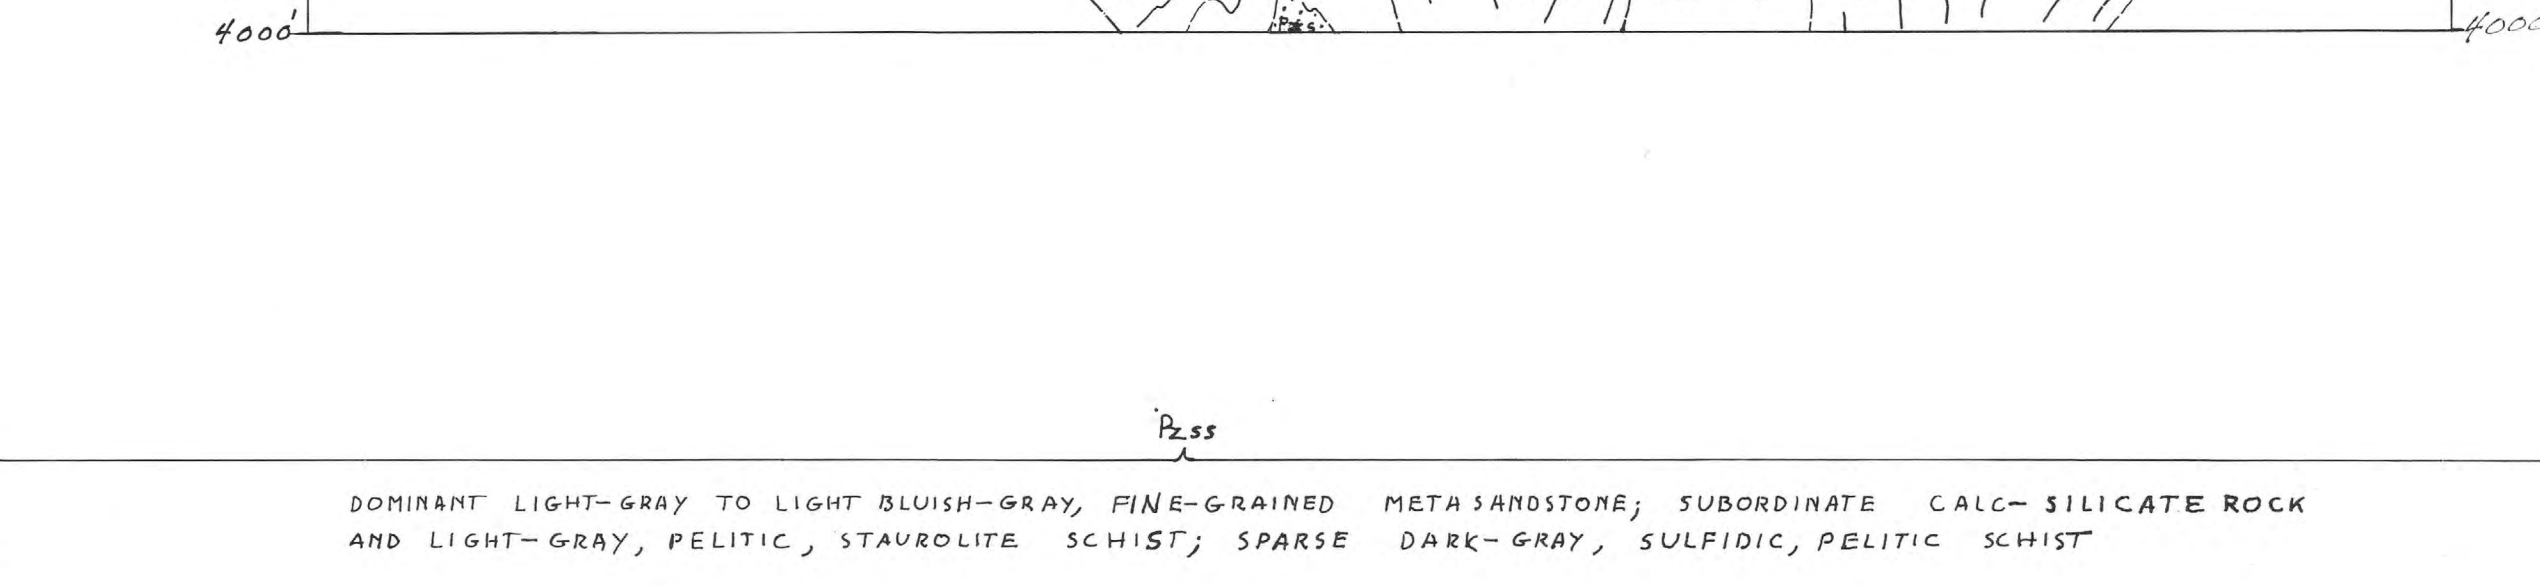 4000'
4000
Pzss
DOMINANT LIGHT-GRAY TO LIGHT BLUISH-GRAY, FINE-GRAINED METASANDSTONE; SUBORDINATE CALC-SILICATE ROCK
AND LIGHT-GRAY, PELITIC, STAUROLITE SCHIST; SPARSE DARK-GRAY, SULFIDIC, PELITIC SCHIST